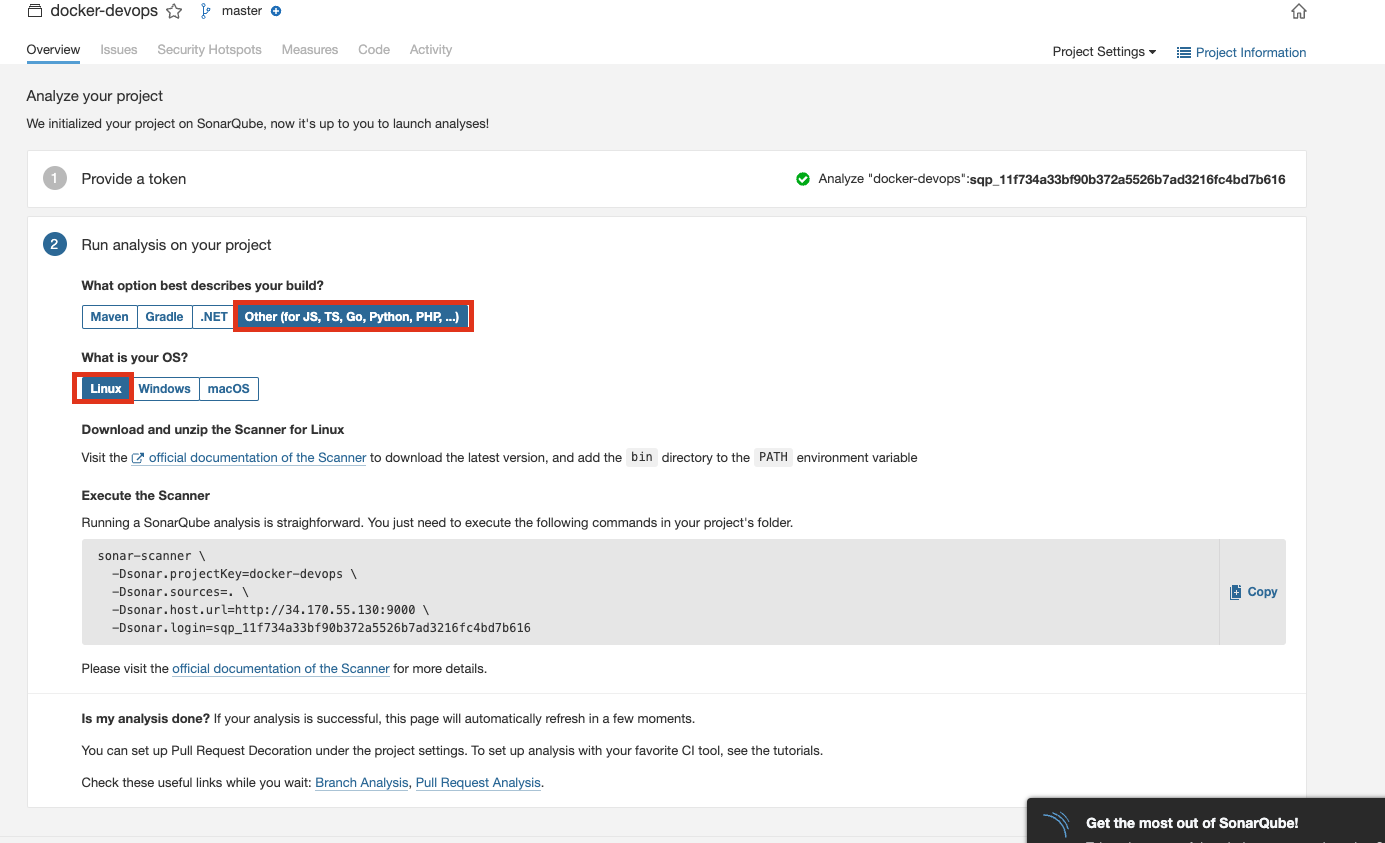 docker-devops master
Overview Issues Security Hotspots Measures Code Activity
Project Settings Project Information
Analyze your project
We initialized your project on SonarQube, now it's up to you to launch analyses!
1 Provide a token
Analyze "docker-devops":sqp_11f734a33bf90b372a5526b7ad3216fc4bd7b616
2 Run analysis on your project
What option best describes your build?
Maven Gradle .NET Other (for JS, TS, Go, Python, PHP, ...)
What is your OS?
Linux Windows macOS
Download and unzip the Scanner for Linux
Visit the official documentation of the Scanner to download the latest version, and add the bin directory to the PATH environment variable
Execute the Scanner
Running a SonarQube analysis is straighforward. You just need to execute the following commands in your project's folder.
sonar-scanner \
-Dsonar.projectKey=docker-devops \
-Dsonar.sources=. \
-Dsonar.host.url=http://34.170.55.130:9000 \
-Dsonar.login=sqp_11f734a33bf90b372a5526b7ad3216fc4bd7b616
Copy
Please visit the official documentation of the Scanner for more details.
Is my analysis done? If your analysis is successful, this page will automatically refresh in a few moments.
You can set up Pull Request Decoration under the project settings. To set up analysis with your favorite CI tool, see the tutorials.
Check these useful links while you wait: Branch Analysis, Pull Request Analysis.
Get the most out of SonarQube!